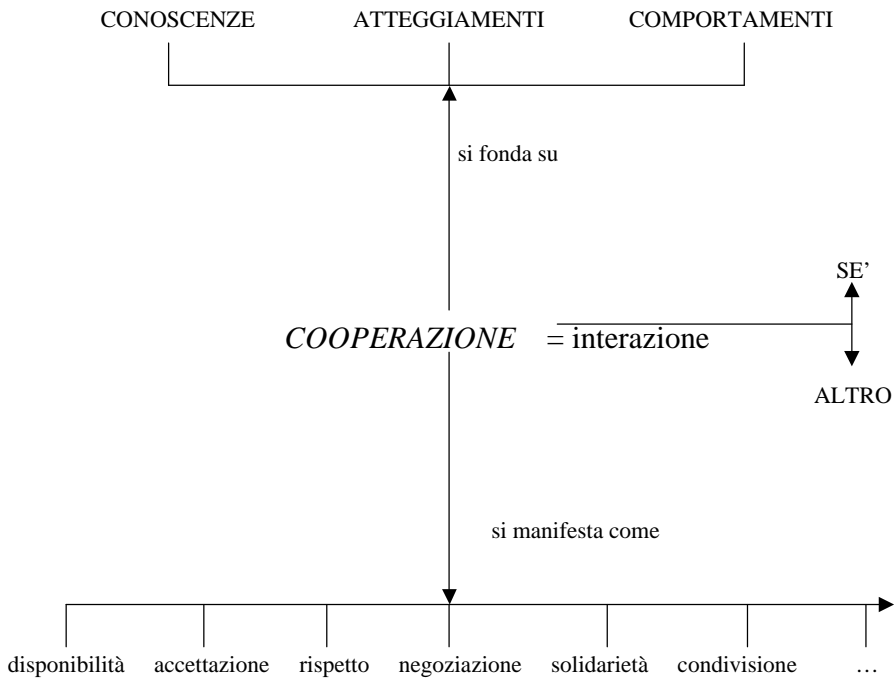 CONOSCENZE ATTEGGIAMENTI COMPORTAMENTI
si fonda su
SE’
COOPERAZIONE = interazione
ALTRO
si manifesta come
disponibilità accettazione rispetto negoziazione solidarietà condivisione …